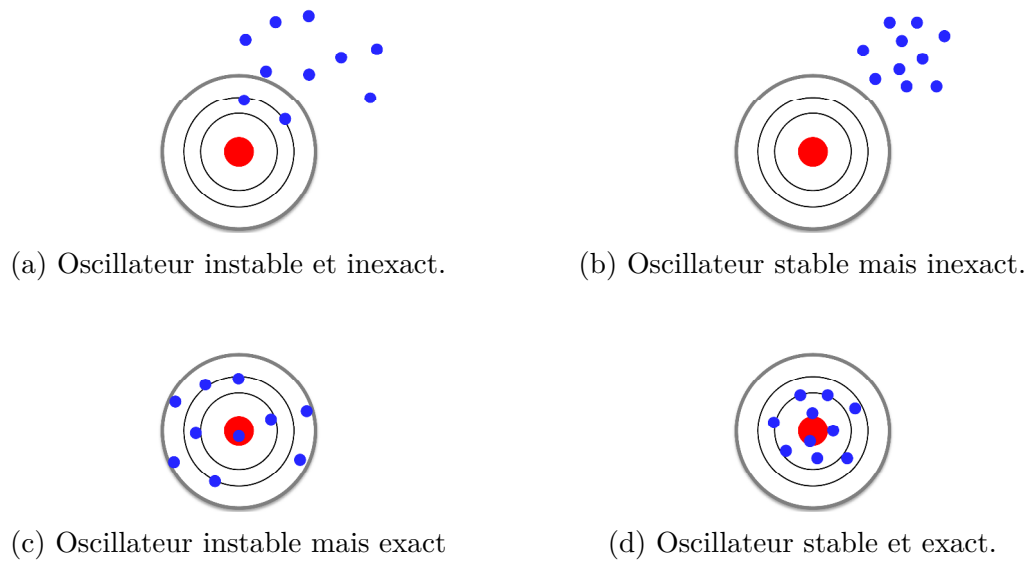 (a) Oscillateur instable et inexact.
(b) Oscillateur stable mais inexact.
(c) Oscillateur instable mais exact
(d) Oscillateur stable et exact.